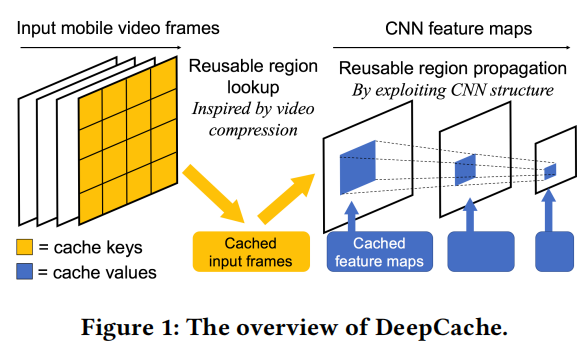 Input mobile video frames
CNN feature maps
Reusable region
lookup
Inspired by video
compression
Reusable region propagation
By exploiting CNN structure
= cache keys
= cache values
Cached
input frames
Cached
feature maps
Figure 1: The overview of DeepCache.